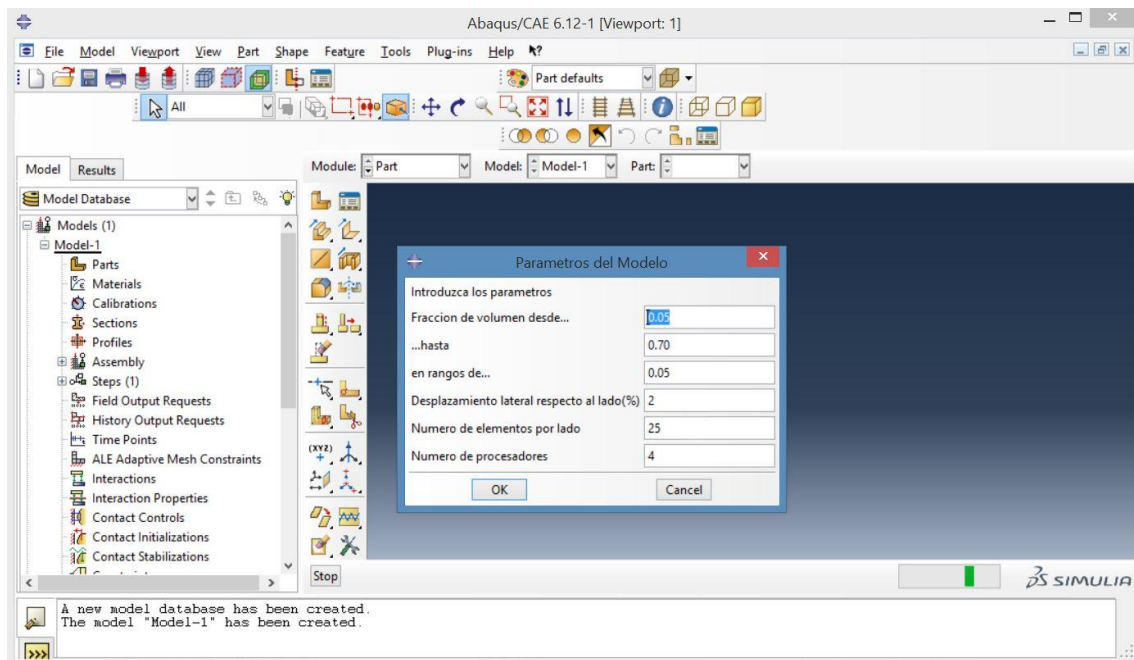 Abaqus/CAE 6.12-1 [Viewport: 1]
File Model Viewport View Part Shape Feature Tools Plug-ins Help
Part defaults
All
Model Results
Module: Part Model: Model-1 Part:
Model Database
Models (1)
Model-1
Parts
Materials
Calibrations
Sections
Profiles
Assembly
Steps (1)
Field Output Requests
History Output Requests
Time Points
ALE Adaptive Mesh Constraints
Interactions
Interaction Properties
Contact Controls
Contact Initializations
Contact Stabilizations
(XYZ)
Parametros del Modelo
Introduzca los parametros
Fraccion de volumen desde... 0.05
...hasta 0.70
en rangos de... 0.05
Desplazamiento lateral respecto al lado(%) 2
Numero de elementos por lado 25
Numero de procesadores 4
OK Cancel
Stop
SIMULIA
A new model database has been created.
The model "Model-1" has been created.
>>>